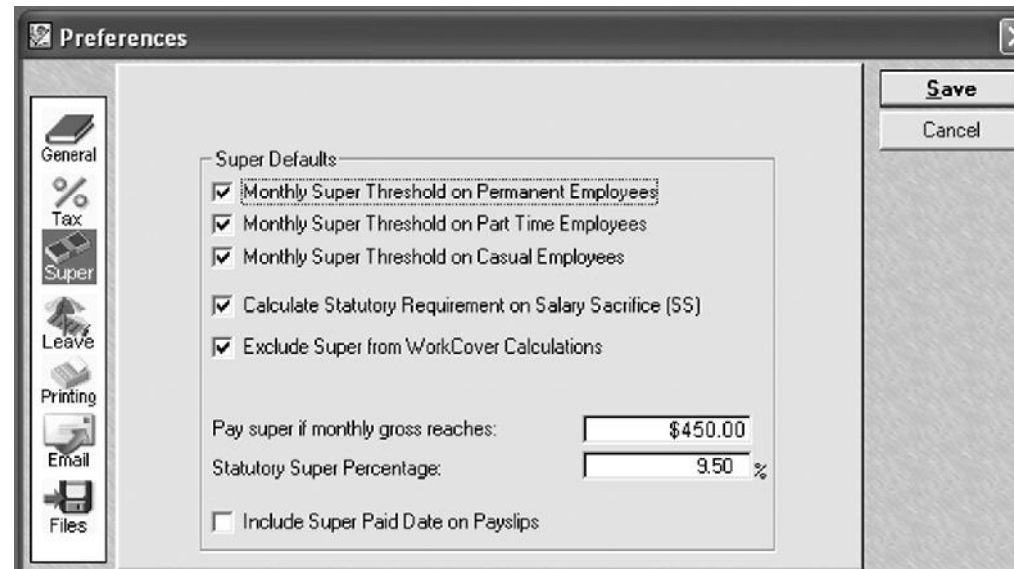 Preferences
Save
Cancel
General
%
Tax
Super
Leave
Printing
Email
Files
Super Defaults
Monthly Super Threshold on Permanent Employees
Monthly Super Threshold on Part Time Employees
Monthly Super Threshold on Casual Employees
Calculate Statutory Requirement on Salary Sacrifice (SS)
Exclude Super from WorkCover Calculations
Pay super if monthly gross reaches: $450.00
Statutory Super Percentage: 9.50 %
Include Super Paid Date on Payslips